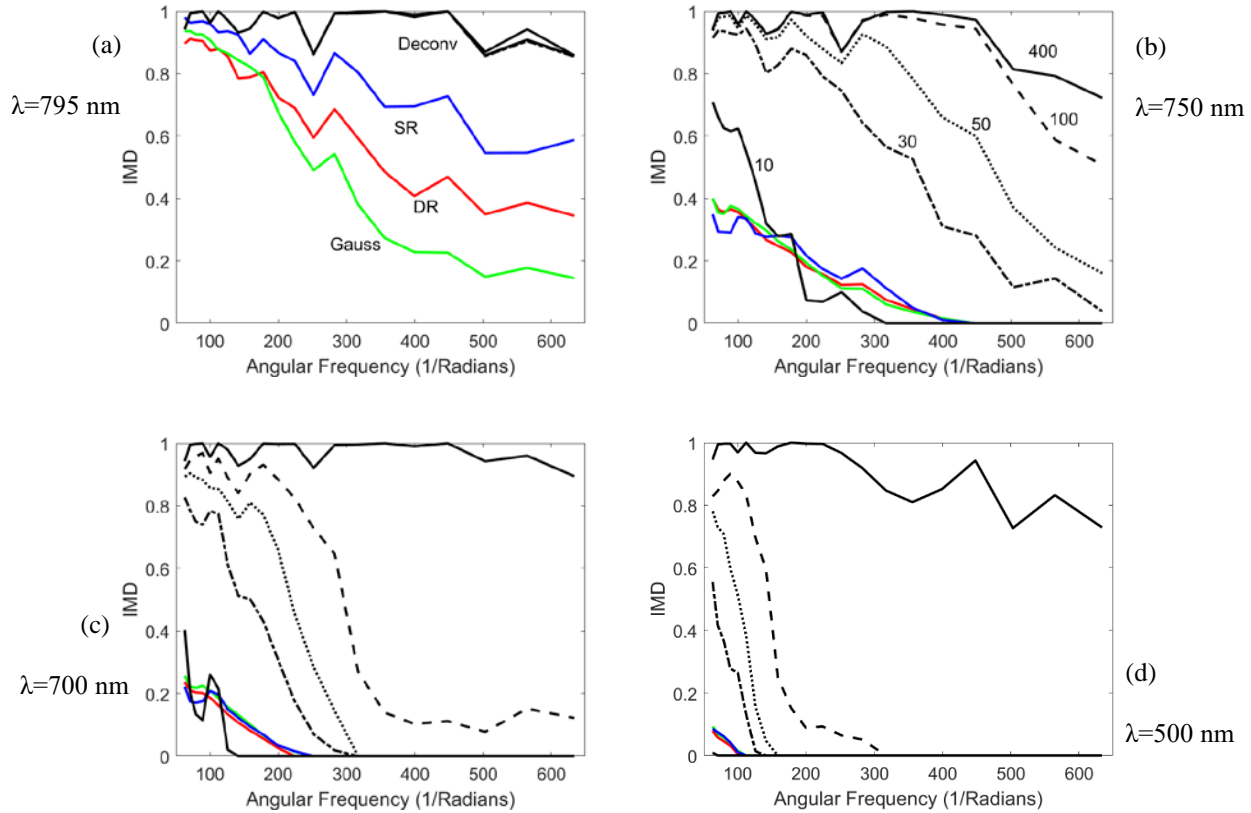 (a)
λ=795 nm
IMD
1
0.8
0.6
0.4
0.2
0
Deconv
SR
DR
Gauss
100 200 300 400 500 600
Angular Frequency (1/Radians)
(b)
λ=750 nm
IMD
1
0.8
0.6
0.4
0.2
0
400
100
50
30
10
100 200 300 400 500 600
Angular Frequency (1/Radians)
(c)
λ=700 nm
IMD
1
0.8
0.6
0.4
0.2
0
100 200 300 400 500 600
Angular Frequency (1/Radians)
(d)
λ=500 nm
IMD
1
0.8
0.6
0.4
0.2
0
100 200 300 400 500 600
Angular Frequency (1/Radians)